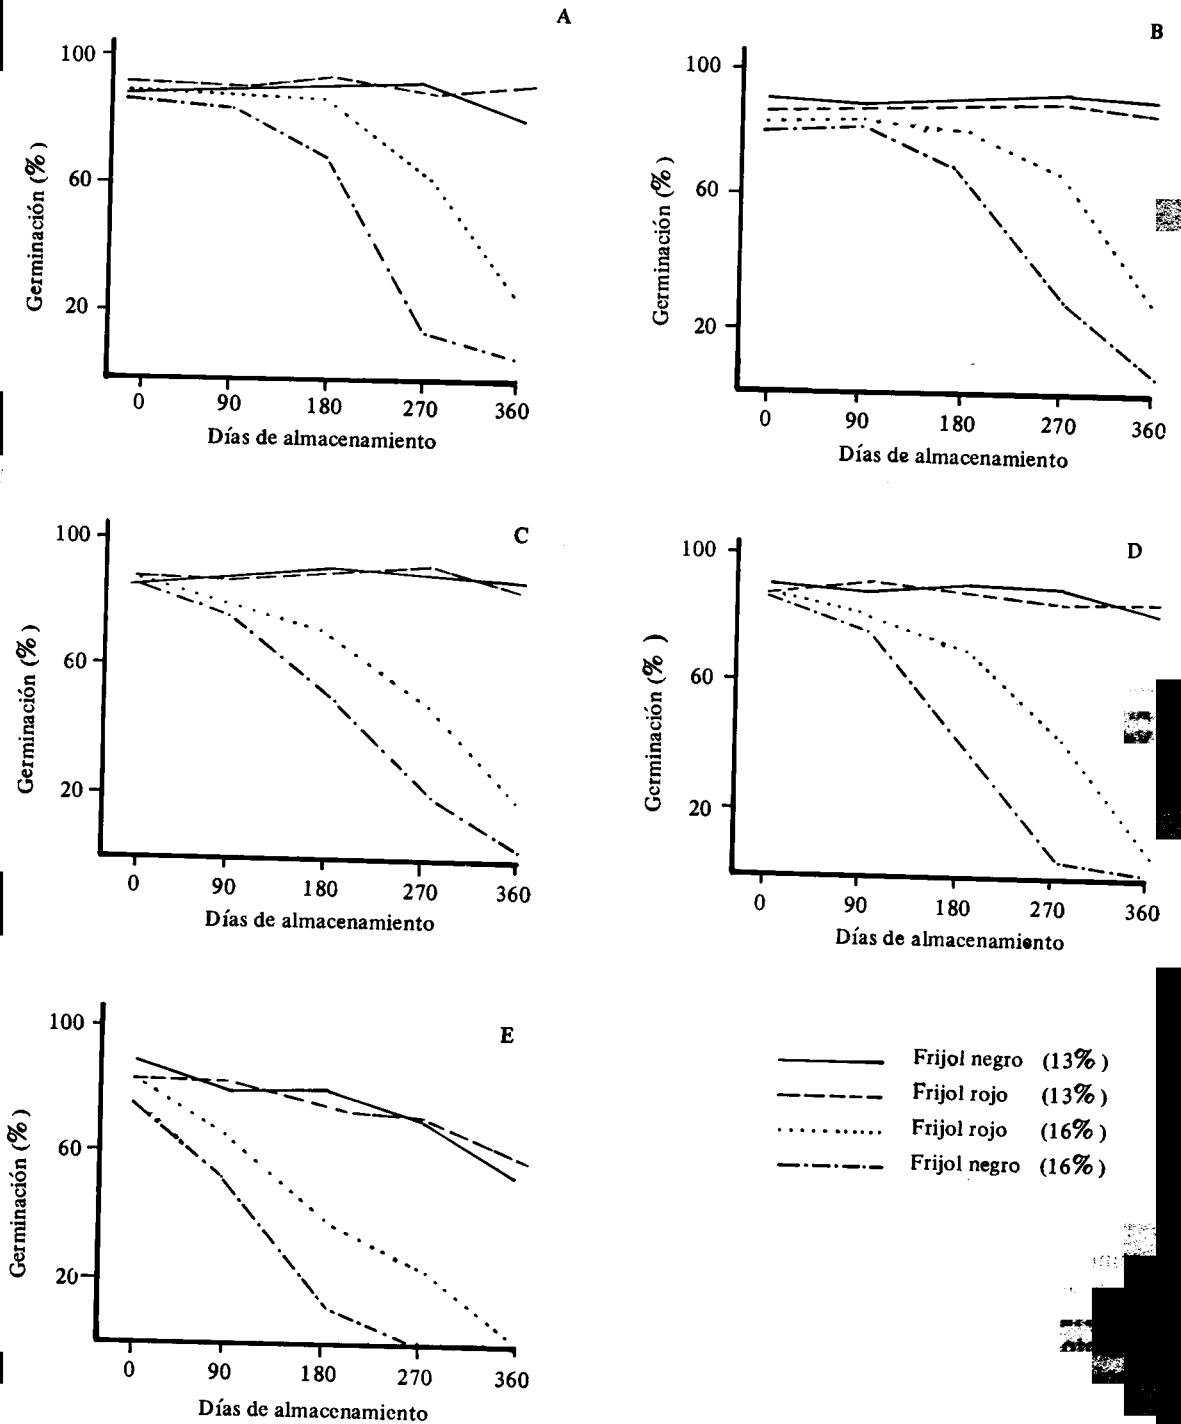 A
100
60
20
Germinación (%)
0 90 180 270 360
Días de almacenamiento
B
100
60
20
Germinación (%)
0 90 180 270 360
Días de almacenamiento
C
100
60
20
Germinación (%)
0 90 180 270 360
Días de almacenamiento
D
100
60
20
Germinación (%)
0 90 180 270 360
Días de almacenamiento
E
100
60
20
Germinación (%)
0 90 180 270 360
Días de almacenamiento
Frijol negro (13%)
Frijol rojo (13%)
Frijol rojo (16%)
Frijol negro (16%)